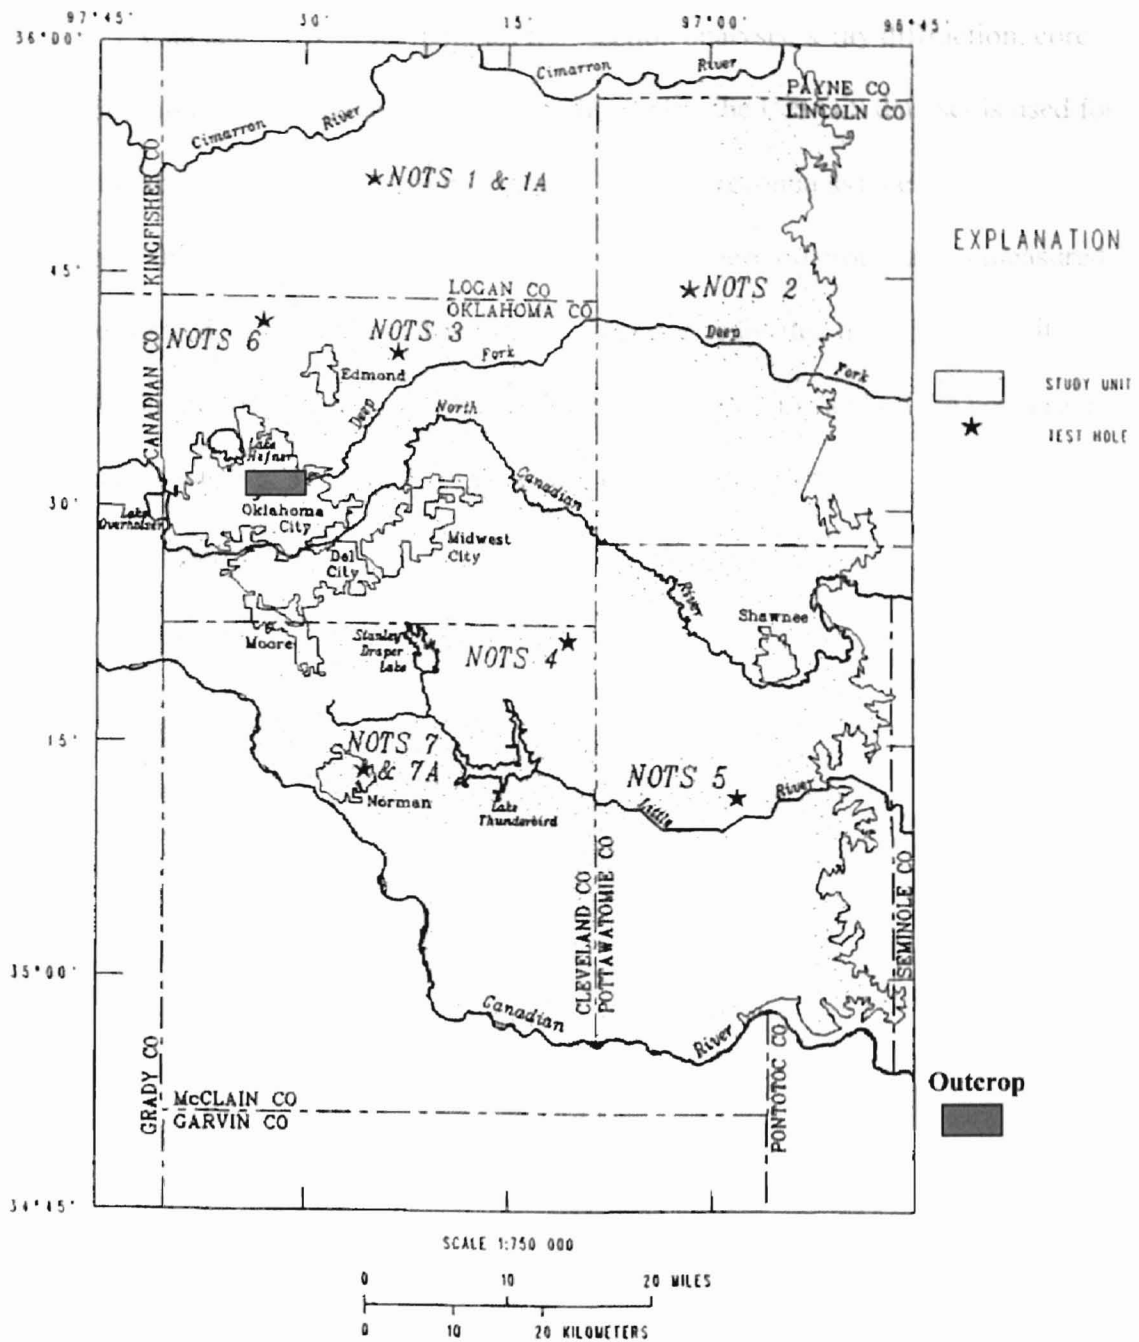 97°45' 30' 15' 97°00' 96°45'
36°00'
Cimarron River
Cimarron River
PAYNE CO
LINCOLN CO
KINGFISHER CO
CANADIAN CO
NOTS 1 & 1A
EXPLANATION
45'
LOGAN CO
OKLAHOMA CO
NOTS 2
NOTS 6
NOTS 3
Deep Fork
Edmond
Deep Fork
STUDY UNIT
TEST HOLE
North Canadian River
Lake Hefner
30'
Lake Overholser
Oklahoma City
Midwest City
Del City
Shawnee
Moore
Stanley Draper Lake
NOTS 4
15'
NOTS 7 & 7A
Norman
Lake Thunderbird
NOTS 5
Little River
CLEVELAND CO
POTTAWATOMIE CO
SEMINOLE CO
35°00'
Canadian River
GRADY CO
McCLAIN CO
GARVIN CO
PONTOTOC CO
Outcrop
34°45'
SCALE 1:750 000
0 10 20 MILES
0 10 20 KILOMETERS